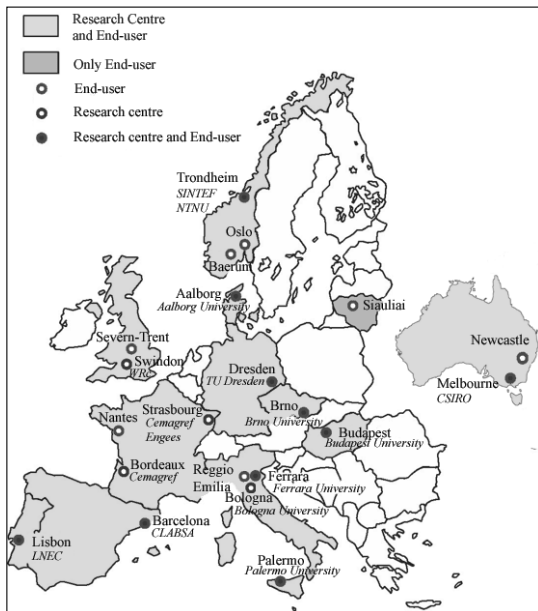 Research Centre
and End-user
Only End-user
End-user
Research centre
Research centre and End-user
Trondheim
SINTEF
NTNU
Oslo
Baerum
Aalborg
Aalborg University
Siauliai
Severn-Trent
Swindon
WRc
Newcastle
Melbourne
CSIRO
Dresden
TU Dresden
Strasbourg
Cemagref
Engees
Nantes
Brno
Brno University
Budapest
Budapest University
Bordeaux
Cemagref
Reggio
Emilia
Ferrara
Ferrara University
Bologna
Bologna University
Barcelona
CLABSA
Lisbon
LNEC
Palermo
Palermo University